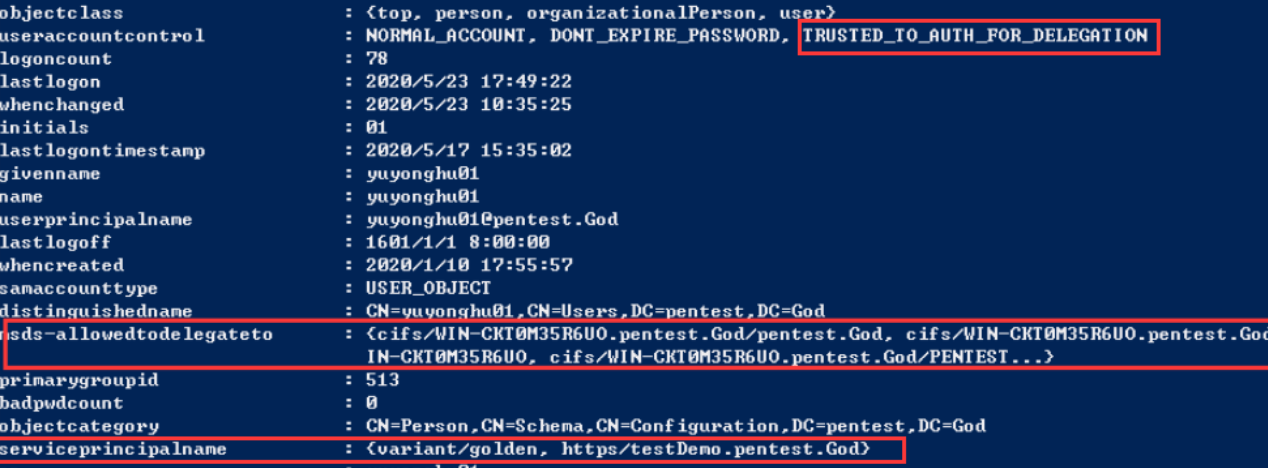 objectclass : {top, person, organizationalPerson, user}
useraccountcontrol : NORMAL_ACCOUNT, DONT_EXPIRE_PASSWORD, TRUSTED_TO_AUTH_FOR_DELEGATION
logoncount : 78
lastlogon : 2020/5/23 17:49:22
whenchanged : 2020/5/23 10:35:25
initials : 01
lastlogontimestamp : 2020/5/17 15:35:02
givenname : yuyonghu01
name : yuyonghu01
userprincipalname : yuyonghu01@pentest.God
lastlogoff : 1601/1/1 8:00:00
whencreated : 2020/1/10 17:55:57
samaccounttype : USER_OBJECT
distinguishedname : CN=yuyonghu01,CN=Users,DC=pentest,DC=God
msds-allowedtodelegateto : {cifs/WIN-CKT0M35R6UO.pentest.God/pentest.God, cifs/WIN-CKT0M35R6UO.pentest.God
IN-CKT0M35R6UO, cifs/WIN-CKT0M35R6UO.pentest.God/PENTEST...}
primarygroupid : 513
badpwdcount : 0
objectcategory : CN=Person,CN=Schema,CN=Configuration,DC=pentest,DC=God
serviceprincipalname : {variant/golden, https/testDemo.pentest.God}